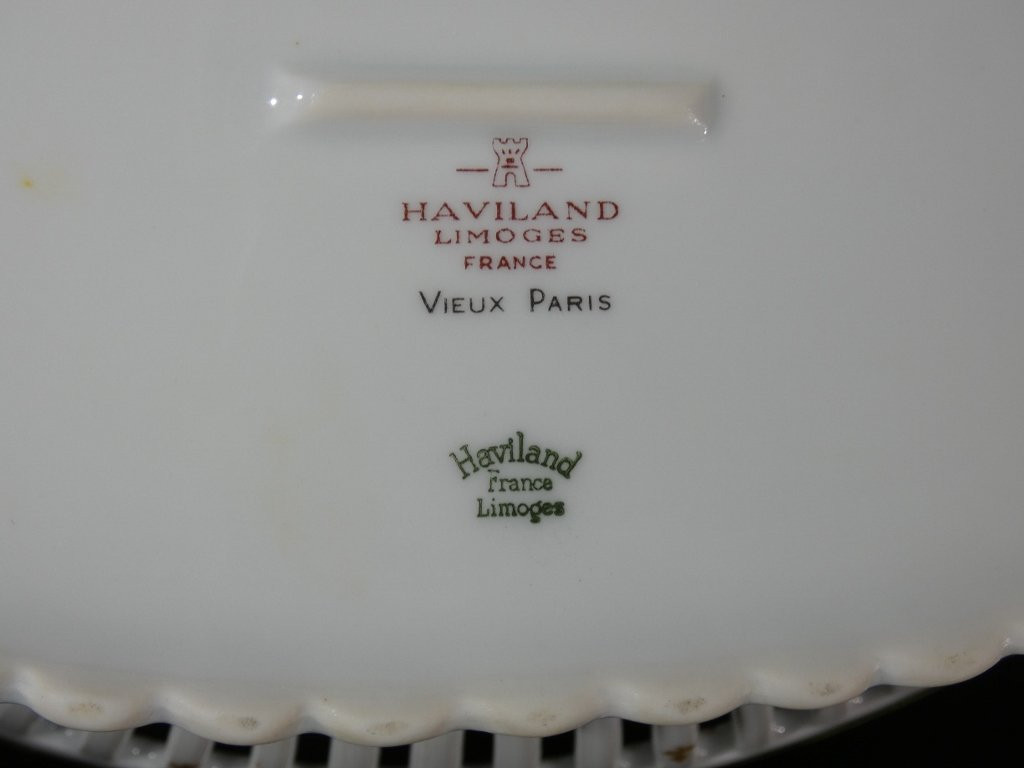 HAVILAND
LIMOGES
FRANCE
VIEUX PARIS
Haviland
France
Limoges